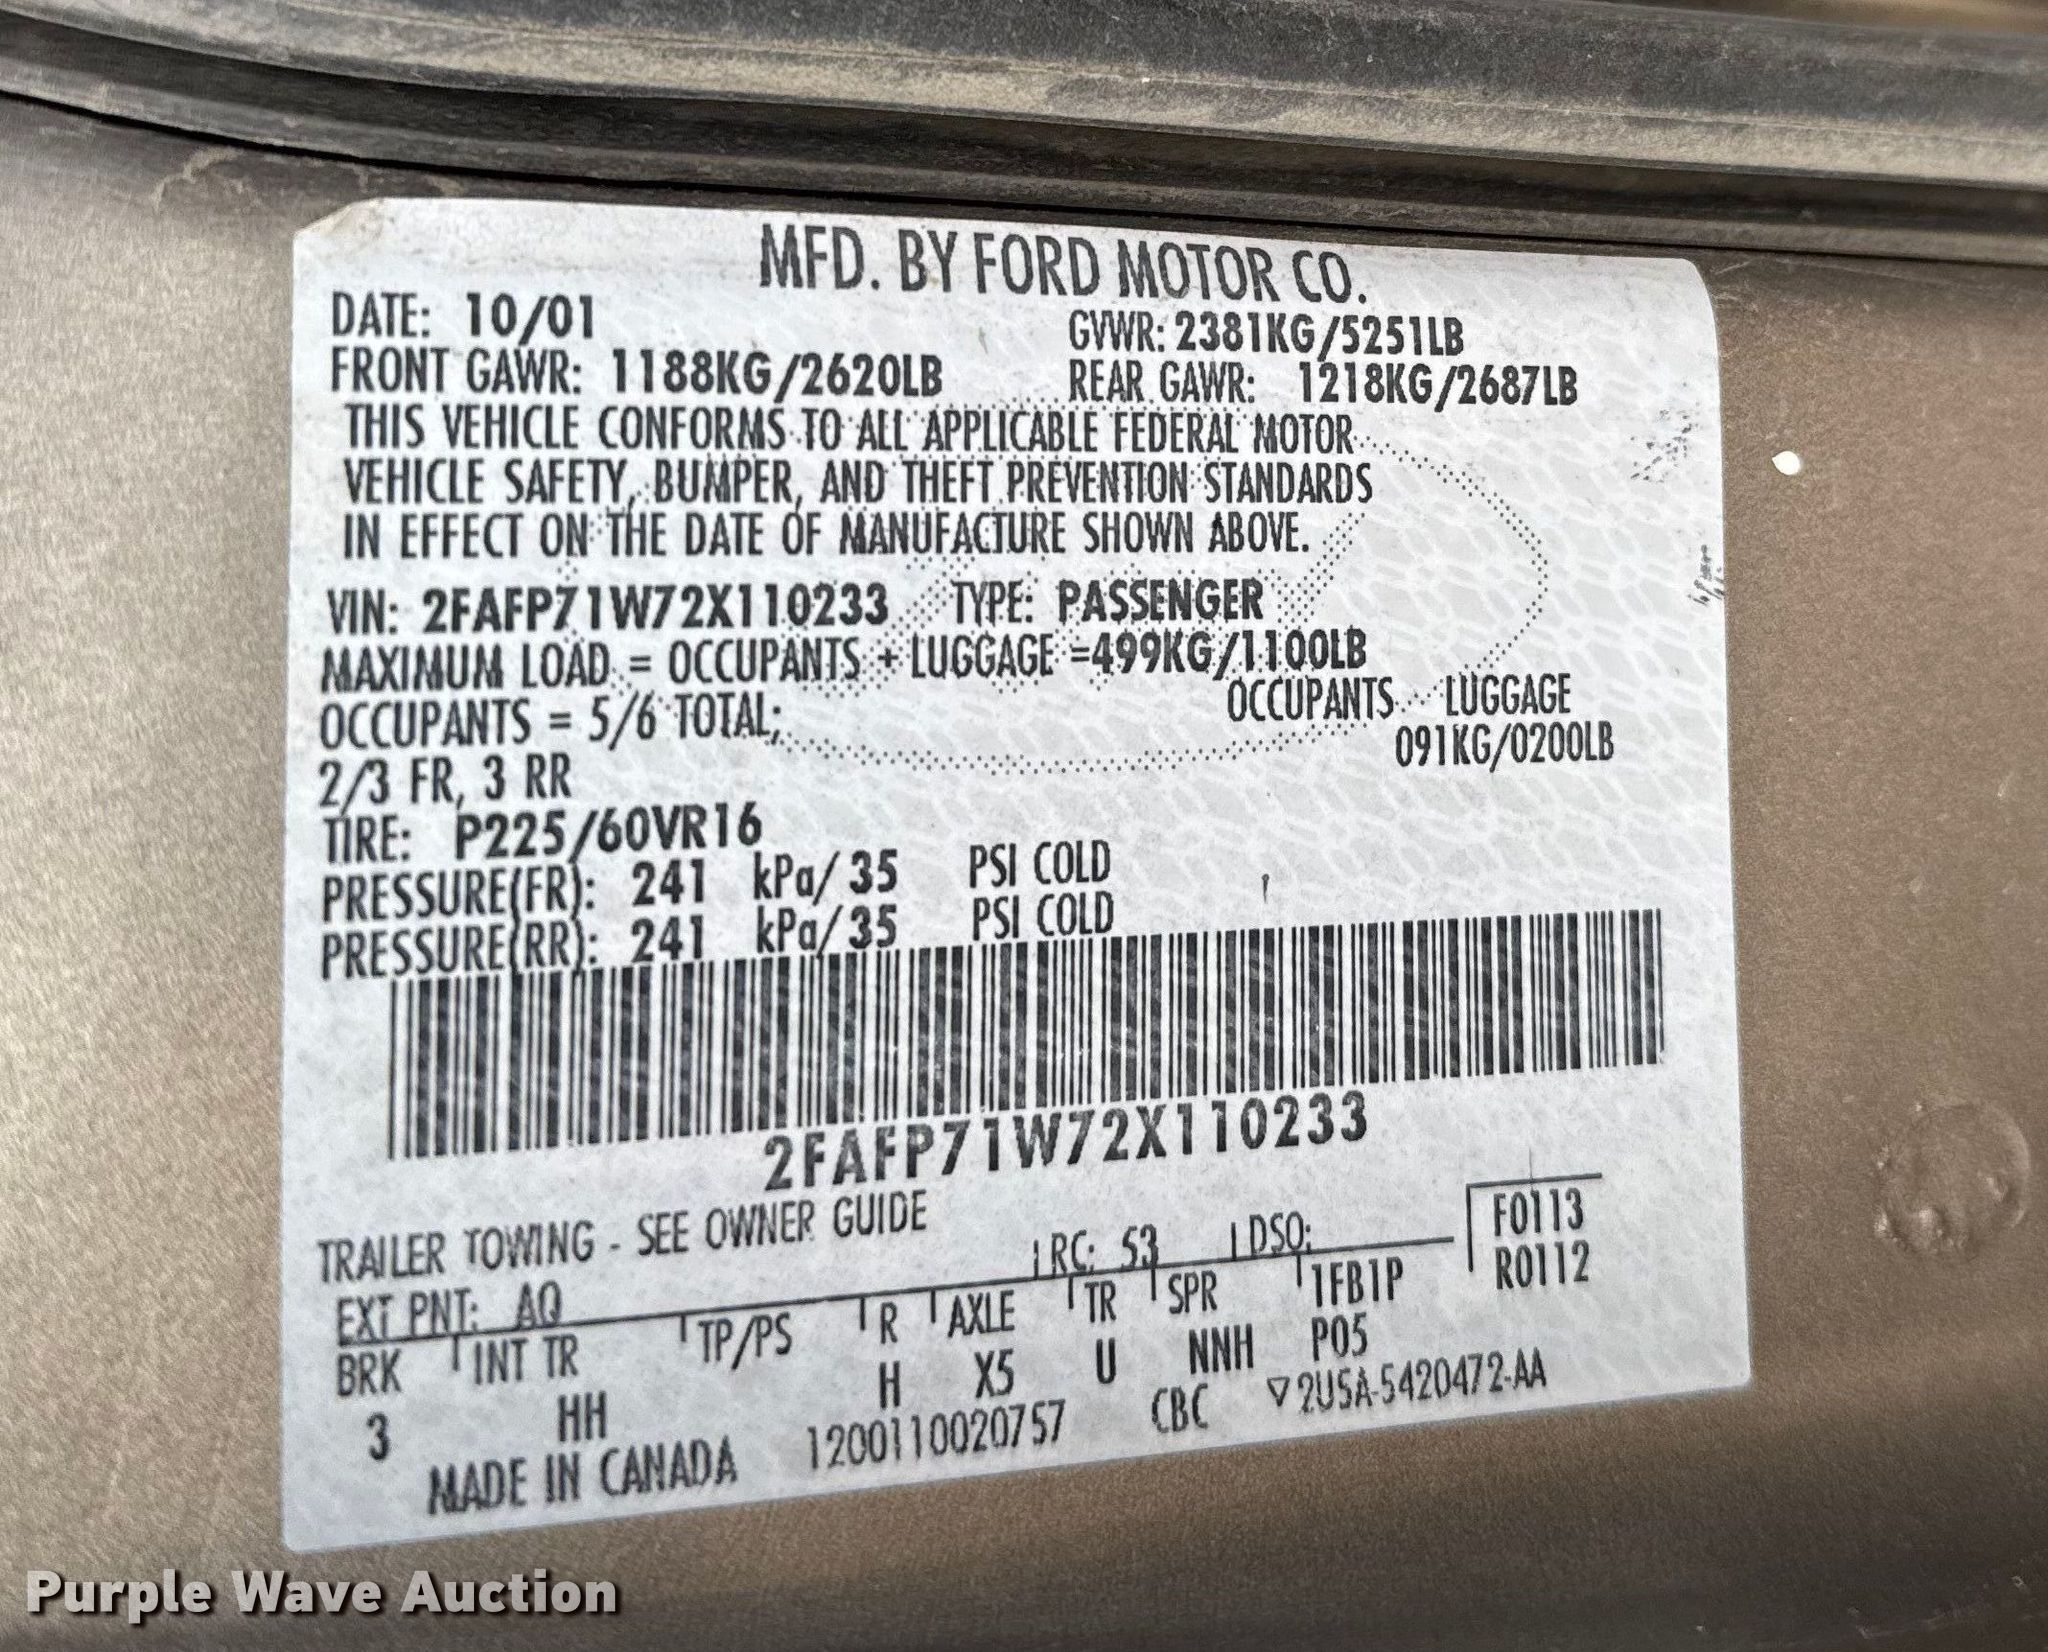 MFD. BY FORD MOTOR CO.
DATE: 10/01 GVWR: 2381KG/5251LB
FRONT GAWR: 1188KG/2620LB REAR GAWR: 1218KG/2687LB
THIS VEHICLE CONFORMS TO ALL APPLICABLE FEDERAL MOTOR
VEHICLE SAFETY, BUMPER, AND THEFT PREVENTION STANDARDS
IN EFFECT ON THE DATE OF MANUFACTURE SHOWN ABOVE.
VIN: 2FAFP71W72X110233 TYPE: PASSENGER
MAXIMUM LOAD = OCCUPANTS + LUGGAGE =499KG/1100LB
OCCUPANTS = 5/6 TOTAL; OCCUPANTS LUGGAGE
2/3 FR, 3 RR 091KG/0200LB
TIRE: P225/60VR16
PRESSURE(FR): 241 kPa/ 35 PSI COLD
PRESSURE(RR): 241 kPa/ 35 PSI COLD
2FAFP71W72X110233
TRAILER TOWING - SEE OWNER GUIDE
EXT PNT: AQ RC: 53 DSO: F0113
R0112
BRK INT TR TP/PS R AXLE TR SPR 1FB1P
3 HH H X5 U NNH P05
MADE IN CANADA 1200110020757 CBC ▽2USA-5420472-AA
Purple Wave Auction